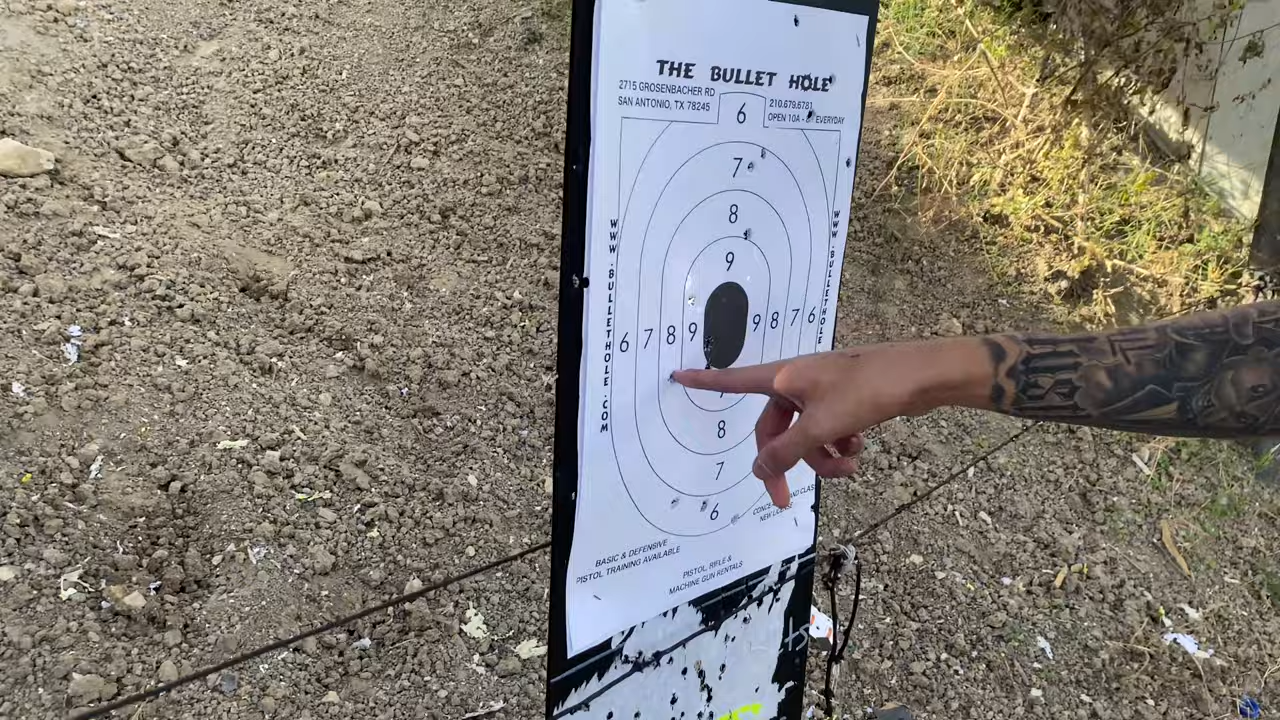 THE BULLET HOLE
2715 GROSENBACHER RD
SAN ANTONIO, TX 78245
210.679.6781
OPEN 10A - EVERYDAY
6
7
8
9
6 7 8 9
9 8 7 6
8
7
6
WWW.BULLETHOLE.COM
WWW.BULLETHOLE
BASIC & DEFENSIVE
PISTOL TRAINING AVAILABLE
PISTOL, RIFLE &
MACHINE GUN RENTALS
NEW